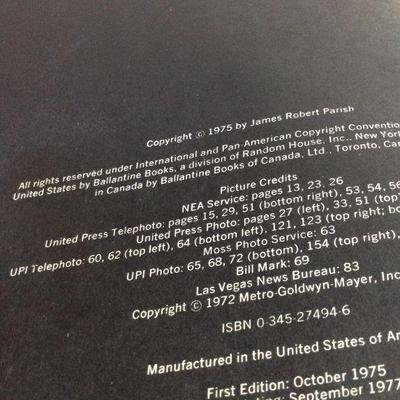 Copyright © 1975 by James Robert Parish
All rights reserved under International and Pan-American Copyright Conventio
United States by Ballantine Books, a division of Random House, Inc., New York,
in Canada by Ballantine Books of Canada, Ltd., Toronto, Can
Picture Credits
NEA Service: pages 13, 23, 26
United Press Telephoto: pages 15, 29, 51 (bottom right), 53, 54, 56
United Press Photo: pages 27 (left), 33, 51 (top
UPI Telephoto: 60, 62 (top left), 64 (bottom left), 121, 123 (top right; bo
Moss Photo Service: 63
UPI Photo: 65, 68, 72 (bottom), 154 (top right),
Bill Mark: 69
Las Vegas News Bureau: 83
Copyright © 1972 Metro-Goldwyn-Mayer, Inc
ISBN 0-345-27494-6
Manufactured in the United States of Am
First Edition: October 1975
ting: September 1977